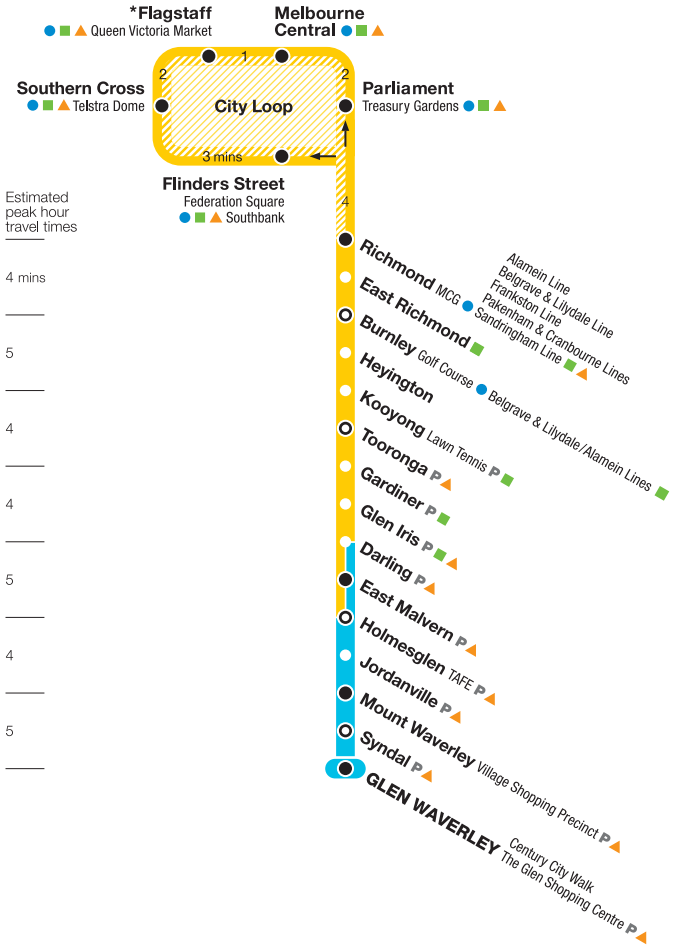 *Flagstaff
Queen Victoria Market
Melbourne
Central
1
2
2
Southern Cross
Telstra Dome
City Loop
Parliament
Treasury Gardens
3 mins
Flinders Street
Federation Square
Southbank
4
Estimated
peak hour
travel times
4 mins
5
4
4
5
4
5
Richmond MCG
Alamein Line
Belgrave & Lilydale Line
Frankston Line
Pakenham & Cranbourne Lines
Sandringham Line
East Richmond
Burnley Golf Course Belgrave & Lilydale/Alamein Lines
Heyington
Kooyong Lawn Tennis P
Tooronga P
Gardiner P
Glen Iris P
Darling P
East Malvern P
Holmesglen TAFE P
Jordanville P
Mount Waverley Village Shopping Precinct P
Syndal P
GLEN WAVERLEY
Century City Walk
The Glen Shopping Centre P